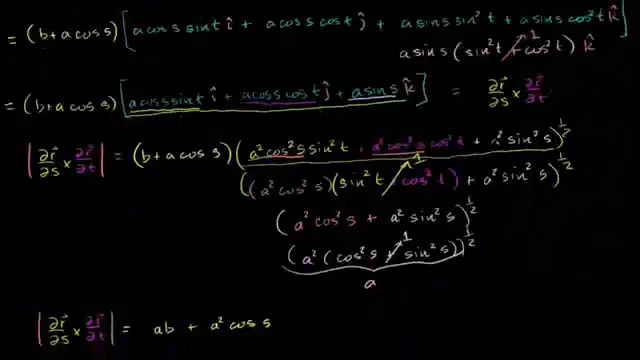 = (b + a cos s) [ a cos s sin t î + a cos s cos t ĵ + a sin s sin² t + a sin s cos² t k̂ ]
a sin s (sin² t + cos² t) k̂ 1
= (b + a cos s) [ a cos s sin t î + a cos s cos t ĵ + a sin s k̂ ] = ∂r⃗/∂s × ∂r⃗/∂t
|∂r⃗/∂s × ∂r⃗/∂t| = (b + a cos s) (a² cos² s sin² t + a² cos² s cos² t + a² sin² s)^½
((a² cos² s)(sin² t + cos² t) + a² sin² s)^½ 1
(a² cos² s + a² sin² s)^½
(a² (cos² s + sin² s))^½ 1
a
|∂r⃗/∂s × ∂r⃗/∂t| = ab + a² cos s